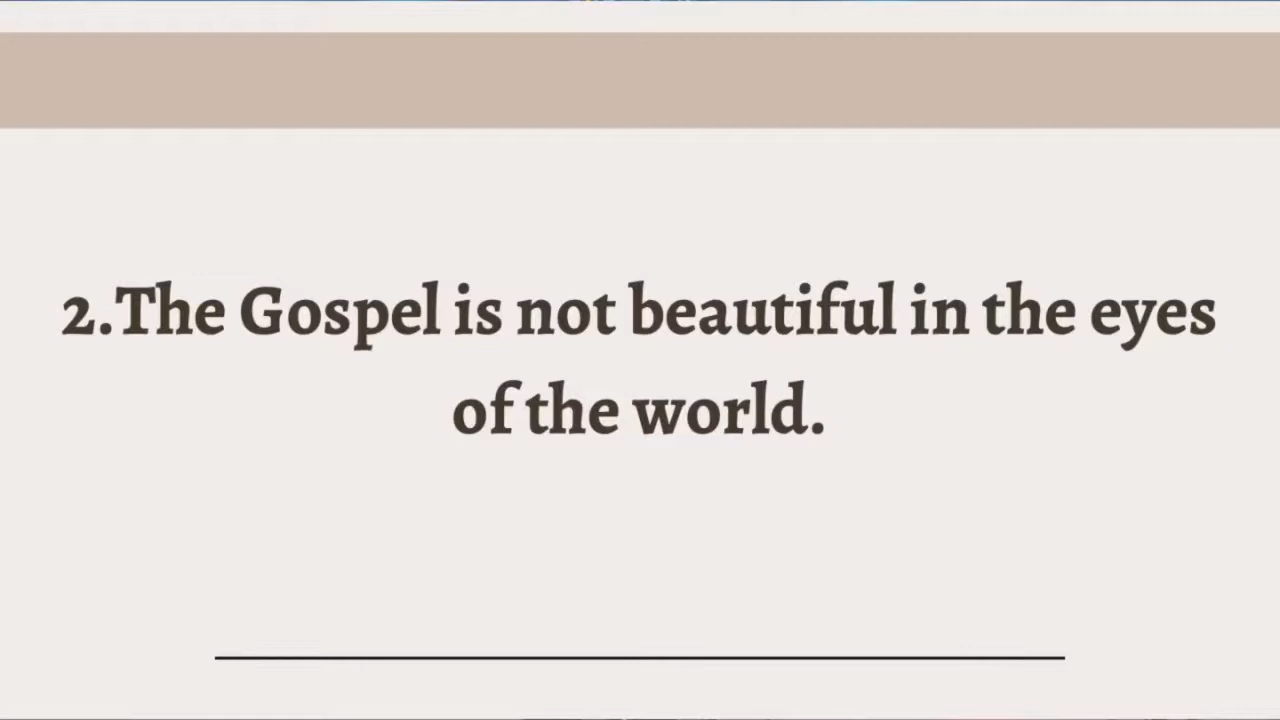 2.The Gospel is not beautiful in the eyes
of the world.